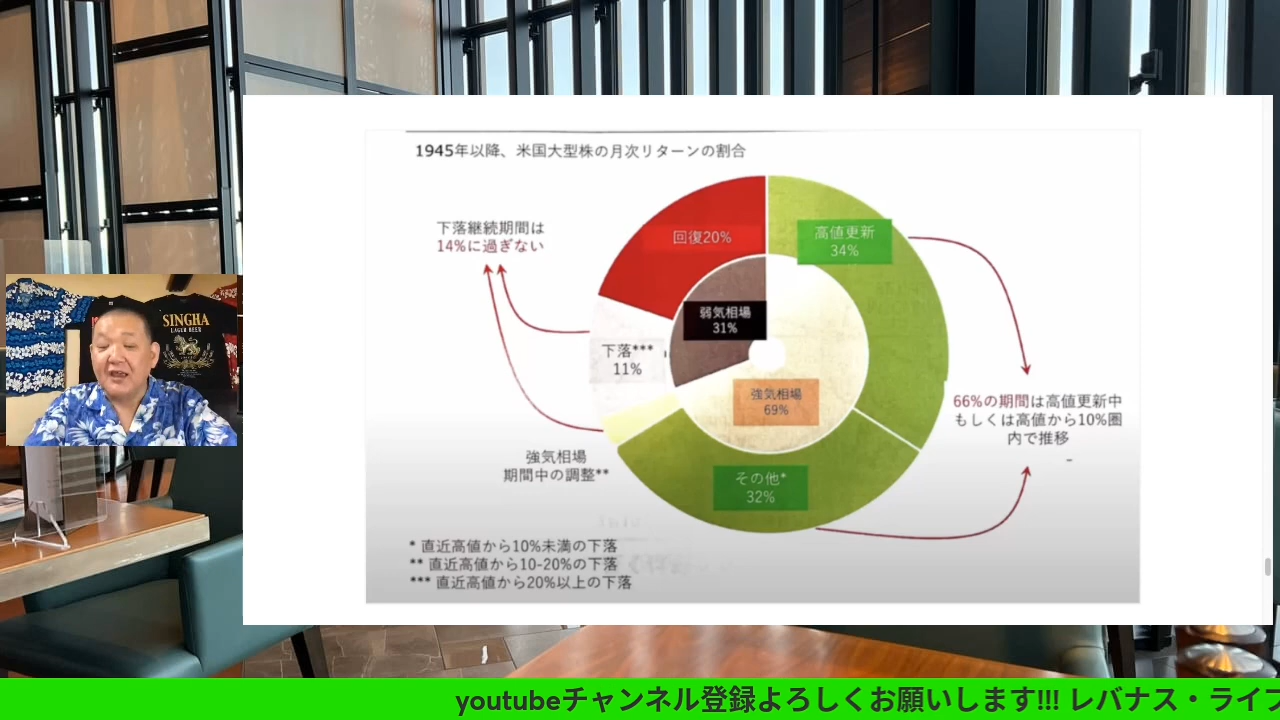 1945年以降、米国大型株の月次リターンの割合
下落継続期間は
14%に過ぎない
回復20%
高値更新
34%
弱気相場
31%
下落***
11%
強気相場
69%
66%の期間は高値更新中
もしくは高値から10%圏
内で推移
強気相場
期間中の調整**
その他*
32%
* 直近高値から10%未満の下落
** 直近高値から10-20%の下落
*** 直近高値から20%以上の下落
SINGHA
LAGER BEER
youtubeチャンネル登録よろしくお願いします!!! レバナス・ライフ